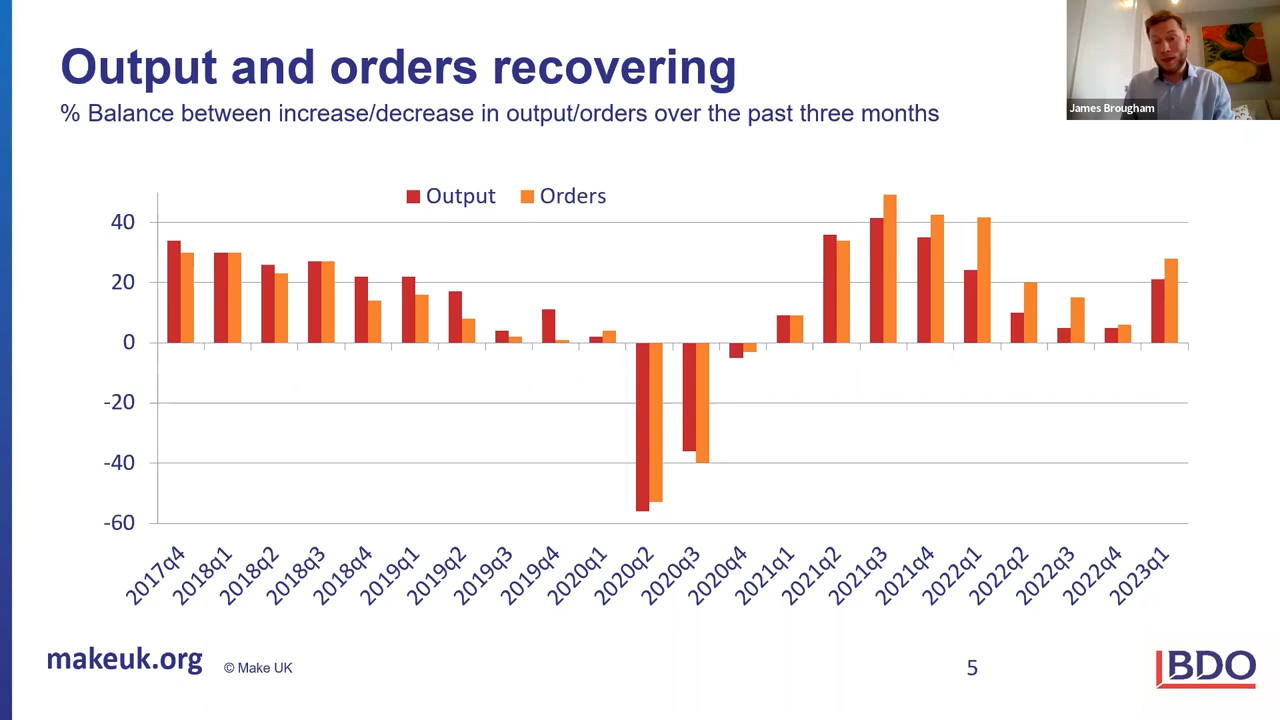 Output and orders recovering
% Balance between increase/decrease in output/orders over the past three months
James Brougham
Output Orders
40
20
0
-20
-40
-60
2017q4 2018q1 2018q2 2018q3 2018q4 2019q1 2019q2 2019q3 2019q4 2020q1 2020q2 2020q3 2020q4 2021q1 2021q2 2021q3 2021q4 2022q1 2022q2 2022q3 2022q4 2023q1
makeuk.org © Make UK 5 BDO